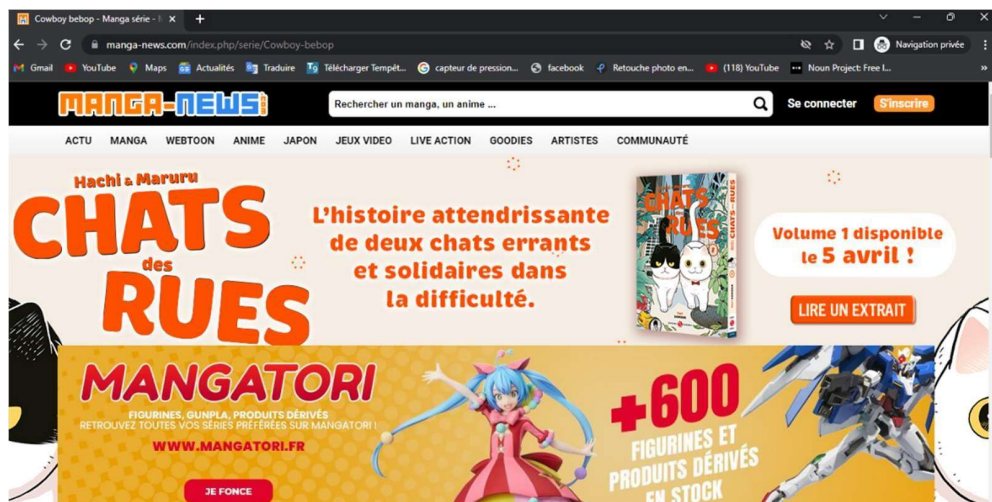 Cowboy bebop - Manga série -
manga-news.com/index.php/serie/Cowboy-bebop
Navigation privée
Gmail YouTube Maps Actualités Traduire Télécharger Tempêt... capteur de pression... facebook Retouche photo en... (118) YouTube Noun Project: Free I... »
MANGA-NEWS
Rechercher un manga, un anime ...
Se connecter S'inscrire
ACTU MANGA WEBTOON ANIME JAPON JEUX VIDEO LIVE ACTION GOODIES ARTISTES COMMUNAUTÉ
Hachi & Maruru
CHATS
des
RUES
L'histoire attendrissante
de deux chats errants
et solidaires dans
la difficulté.
CHATS
RUES
Volume 1 disponible
le 5 avril !
LIRE UN EXTRAIT
MANGATORI
FIGURINES, GUNPLA, PRODUITS DÉRIVÉS
RETROUVEZ TOUTES VOS SÉRIES PRÉFÉRÉES SUR MANGATORI !
WWW.MANGATORI.FR
JE FONCE
+600
FIGURINES ET
PRODUITS DÉRIVÉS
EN STOCK